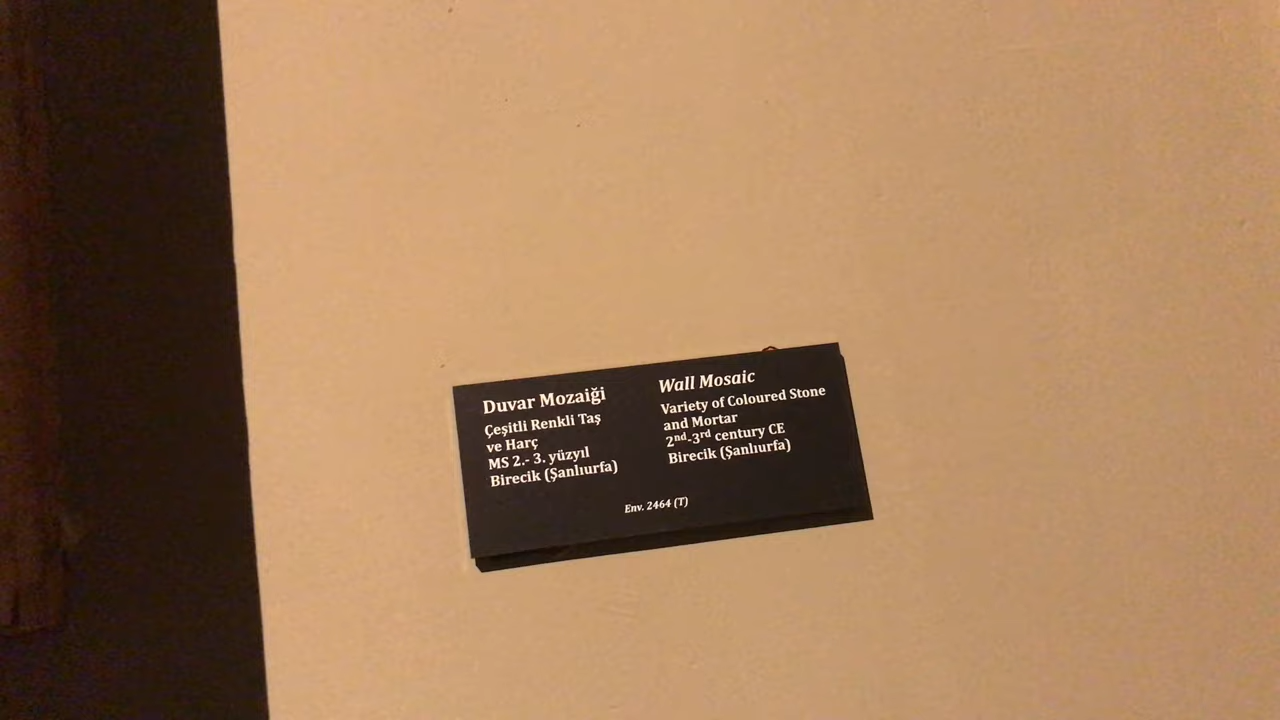 Duvar Mozaiği
Çeşitli Renkli Taş
ve Harç
MS 2.- 3. yüzyıl
Birecik (Şanlıurfa)
Wall Mosaic
Variety of Coloured Stone
and Mortar
2nd-3rd century CE
Birecik (Şanlıurfa)
Env. 2464 (T)